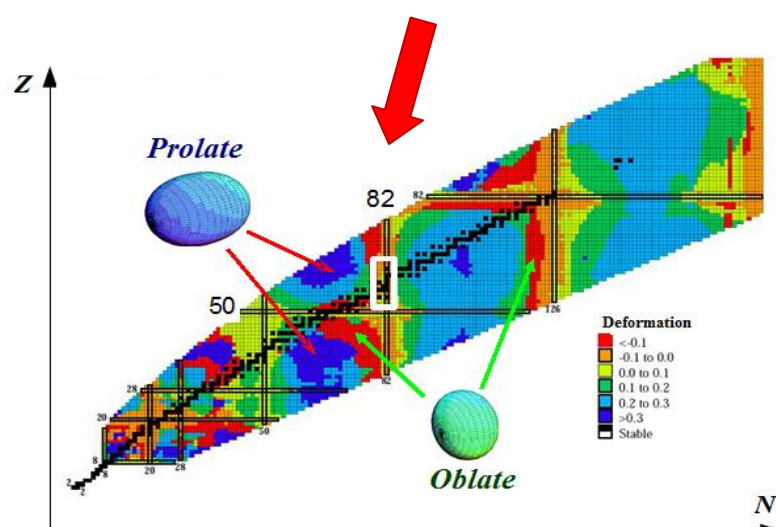 Z
Prolate
82
82
50
28
20
8
2
2
8
20
28
50
82
126
Deformation
<-0.1
-0.1 to 0.0
0.0 to 0.1
0.1 to 0.2
0.2 to 0.3
>0.3
Stable
Oblate
N